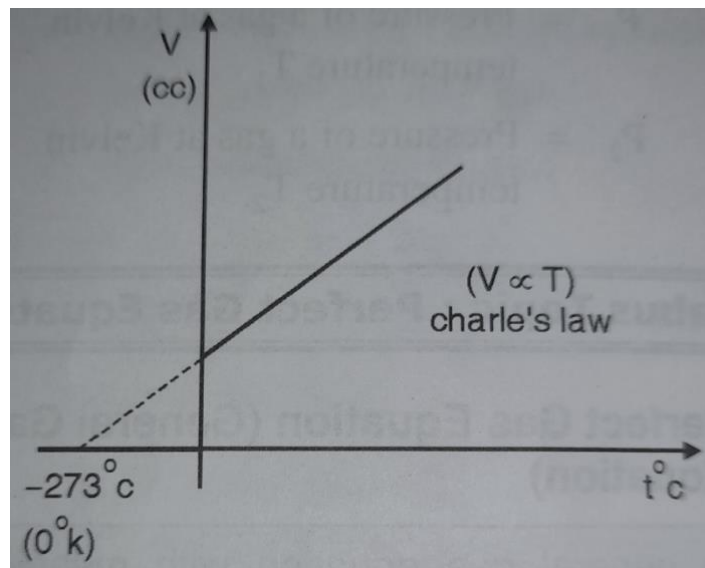 V
(cc)
(V ∝ T)
charle's law
-273°c
t°c
(0°k)